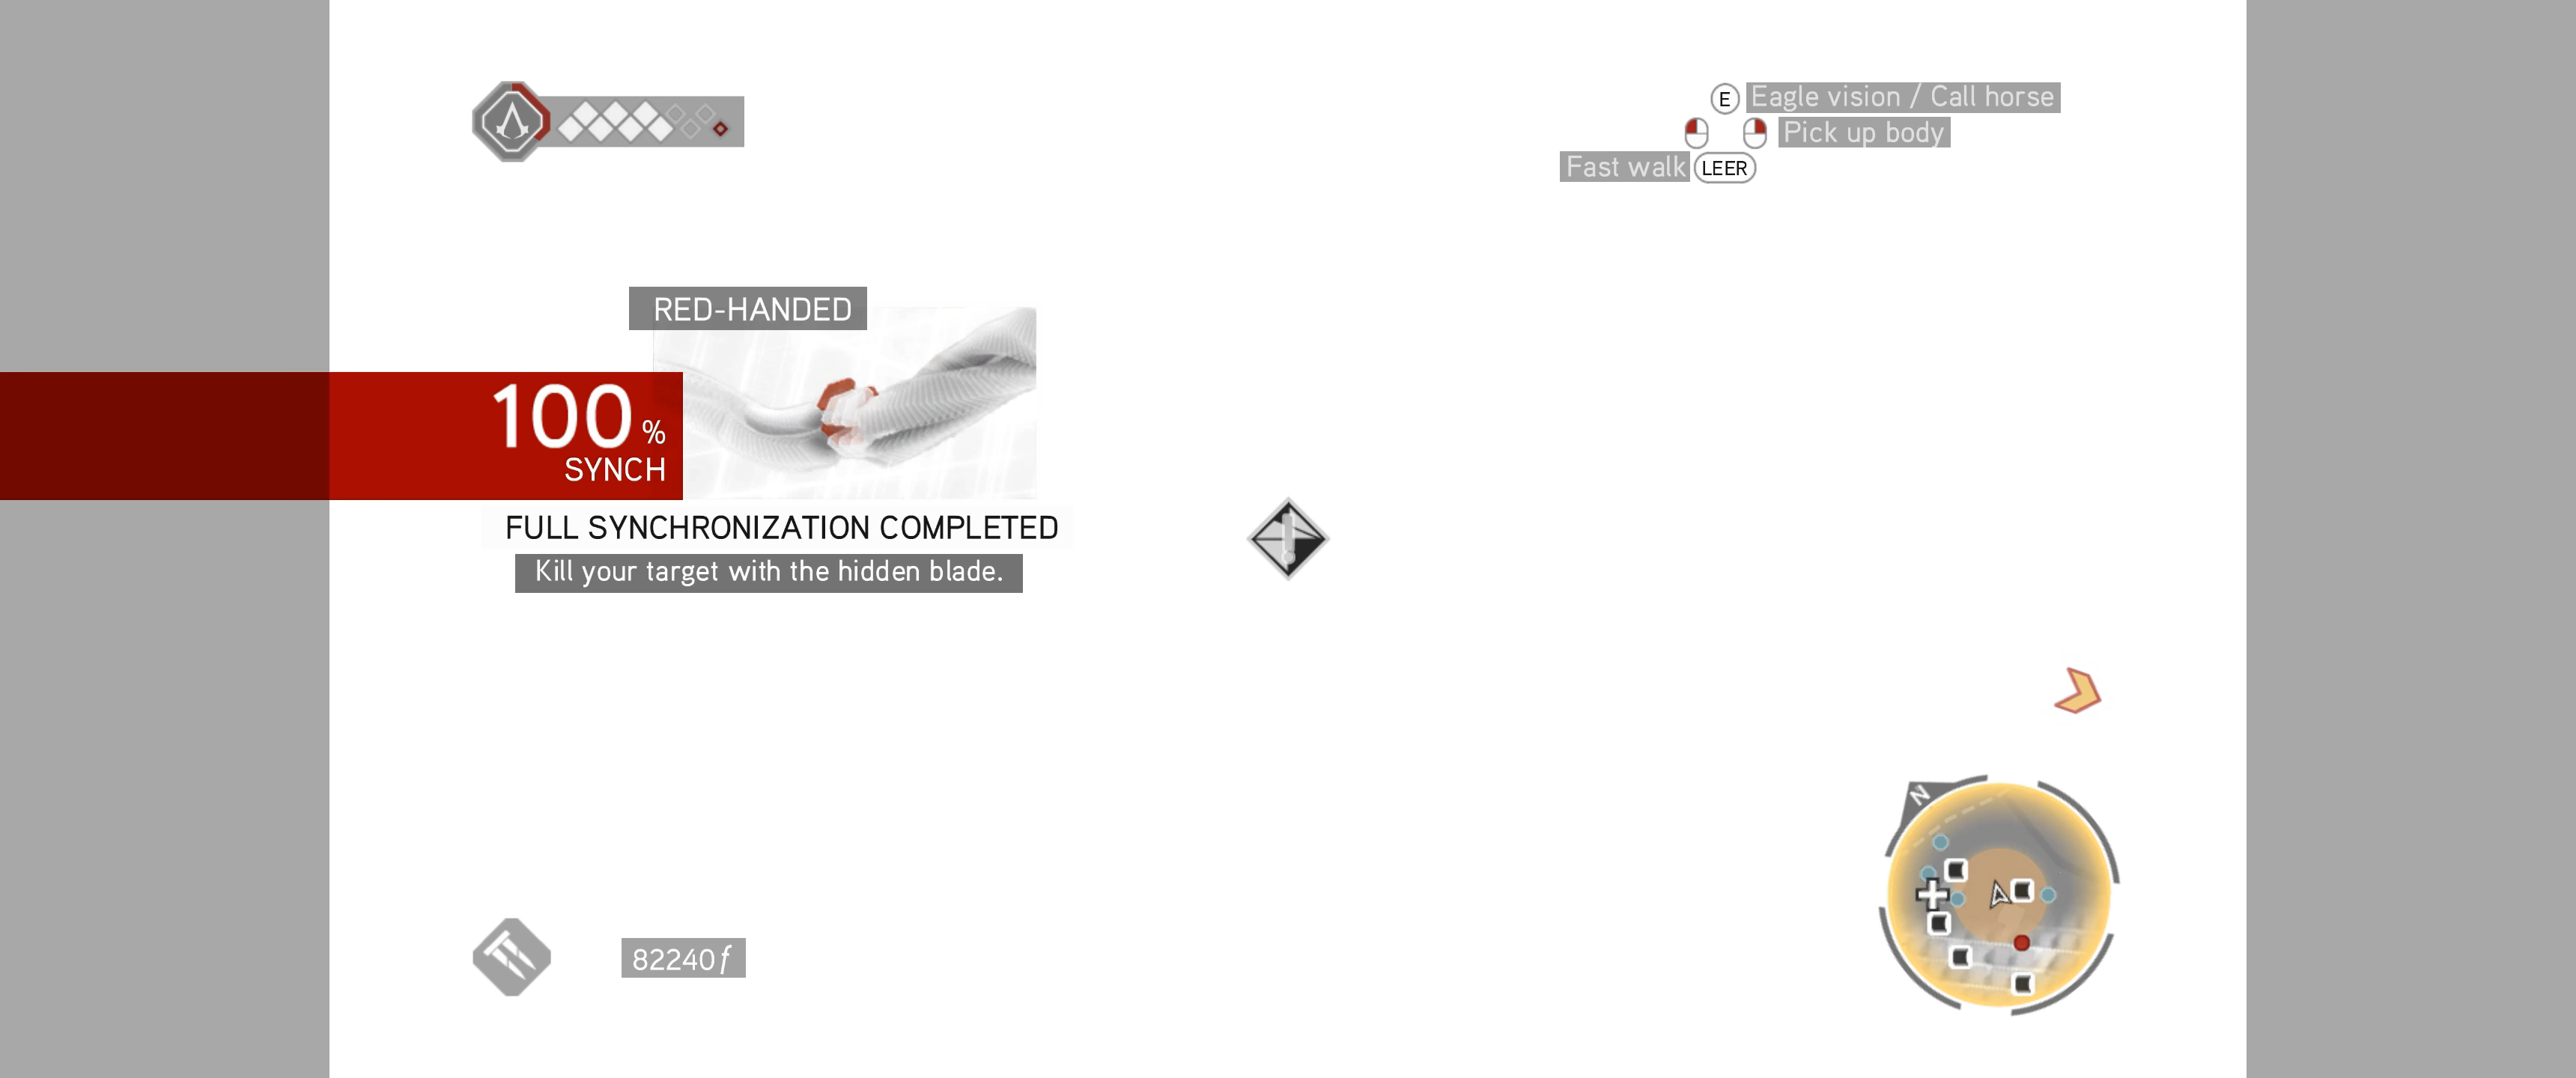 E Eagle vision / Call horse
Pick up body
Fast walk LEER
RED-HANDED
100 %
SYNCH
FULL SYNCHRONIZATION COMPLETED
Kill your target with the hidden blade.
N
82240 ƒ